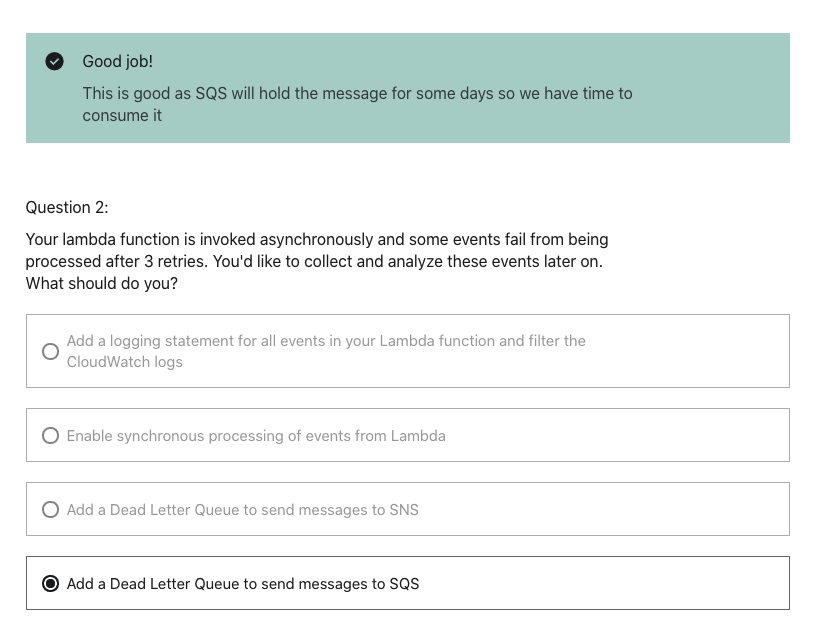 Good job!
This is good as SQS will hold the message for some days so we have time to
consume it
Question 2:
Your lambda function is invoked asynchronously and some events fail from being
processed after 3 retries. You'd like to collect and analyze these events later on.
What should do you?
Add a logging statement for all events in your Lambda function and filter the
CloudWatch logs
Enable synchronous processing of events from Lambda
Add a Dead Letter Queue to send messages to SNS
Add a Dead Letter Queue to send messages to SQS